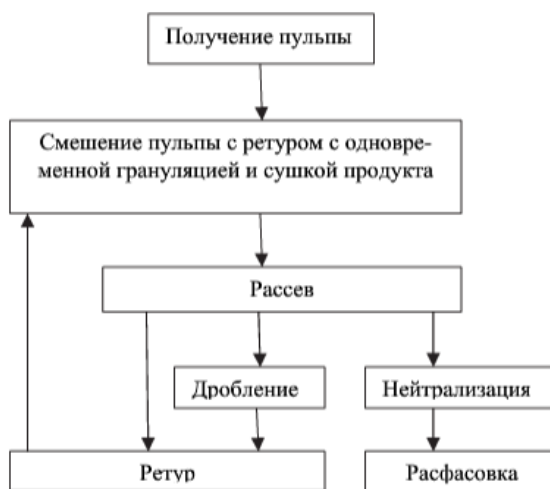 Получение пульпы
Смешение пульпы с ретуром с одновре-
менной грануляцией и сушкой продукта
Рассев
Дробление
Нейтрализация
Ретур
Расфасовка